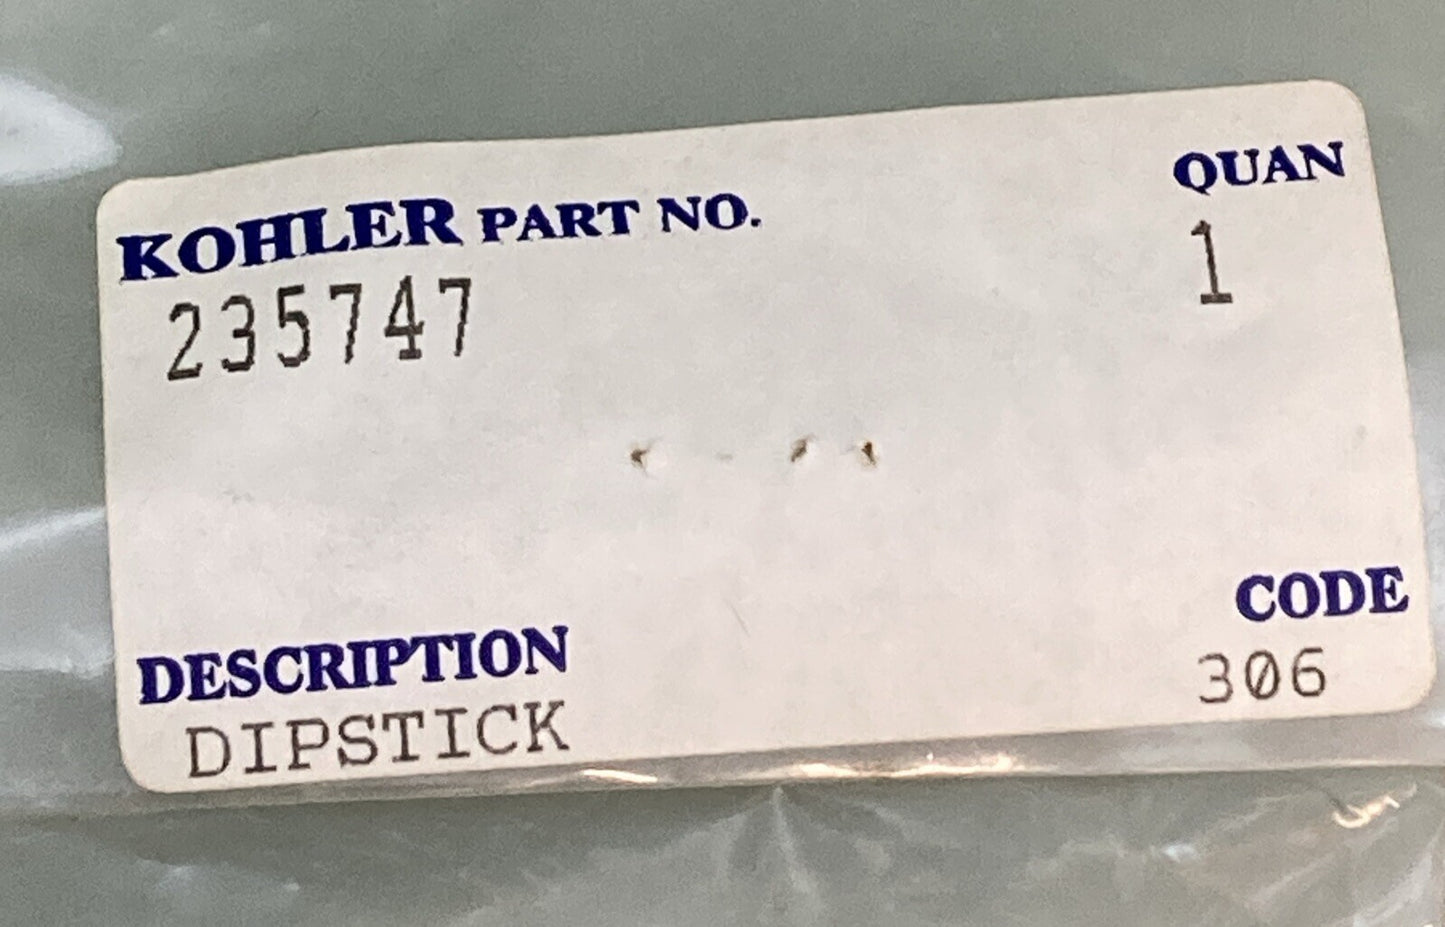 KOHLER PART NO. QUAN
235747 1
CODE
DESCRIPTION 306
DIPSTICK